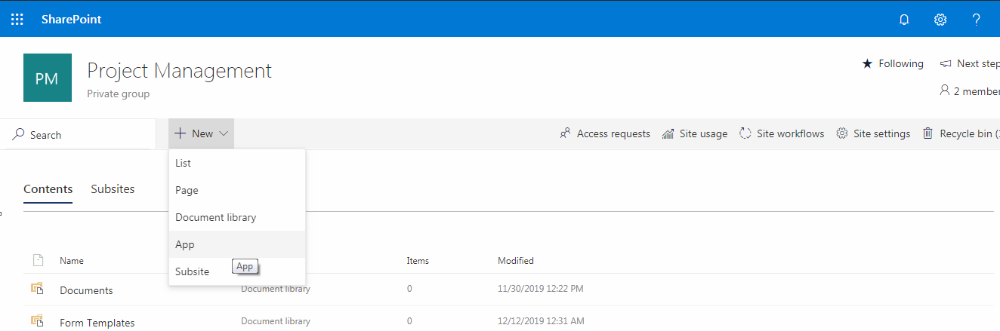 SharePoint
?
PM
Project Management
Private group
Following
Next step
2 member
Search
+ New
Access requests
Site usage
Site workflows
Site settings
Recycle bin (
List
Page
Document library
App
Subsite
App
Contents
Subsites
Name
Items
Modified
Documents
Document library
0
11/30/2019 12:22 PM
Form Templates
Document library
0
12/12/2019 12:31 AM